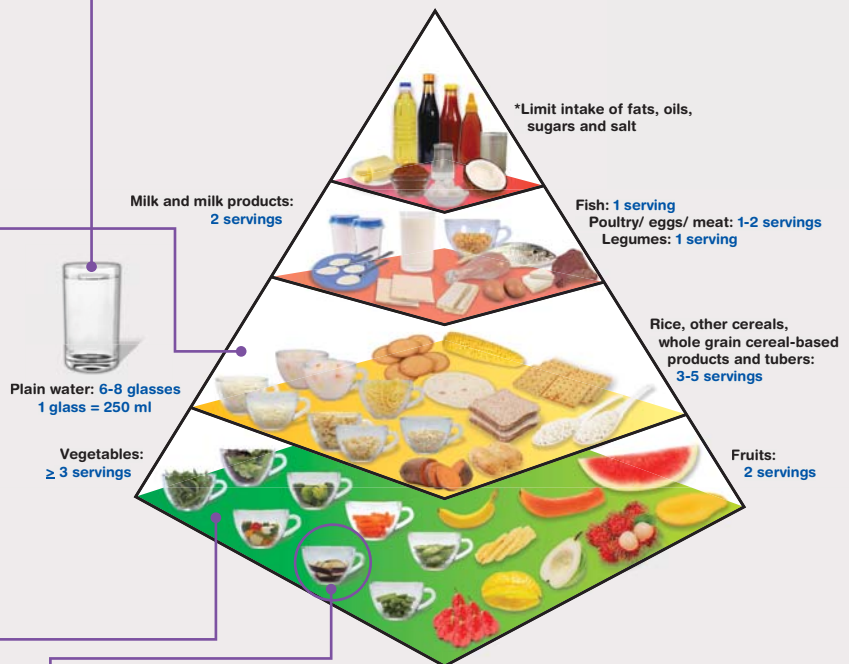 *Limit intake of fats, oils,
sugars and salt
Milk and milk products:
2 servings
Fish: 1 serving
Poultry/ eggs/ meat: 1-2 servings
Legumes: 1 serving
Rice, other cereals,
whole grain cereal-based
products and tubers:
3-5 servings
Plain water: 6-8 glasses
1 glass = 250 ml
Vegetables:
≥ 3 servings
Fruits:
2 servings